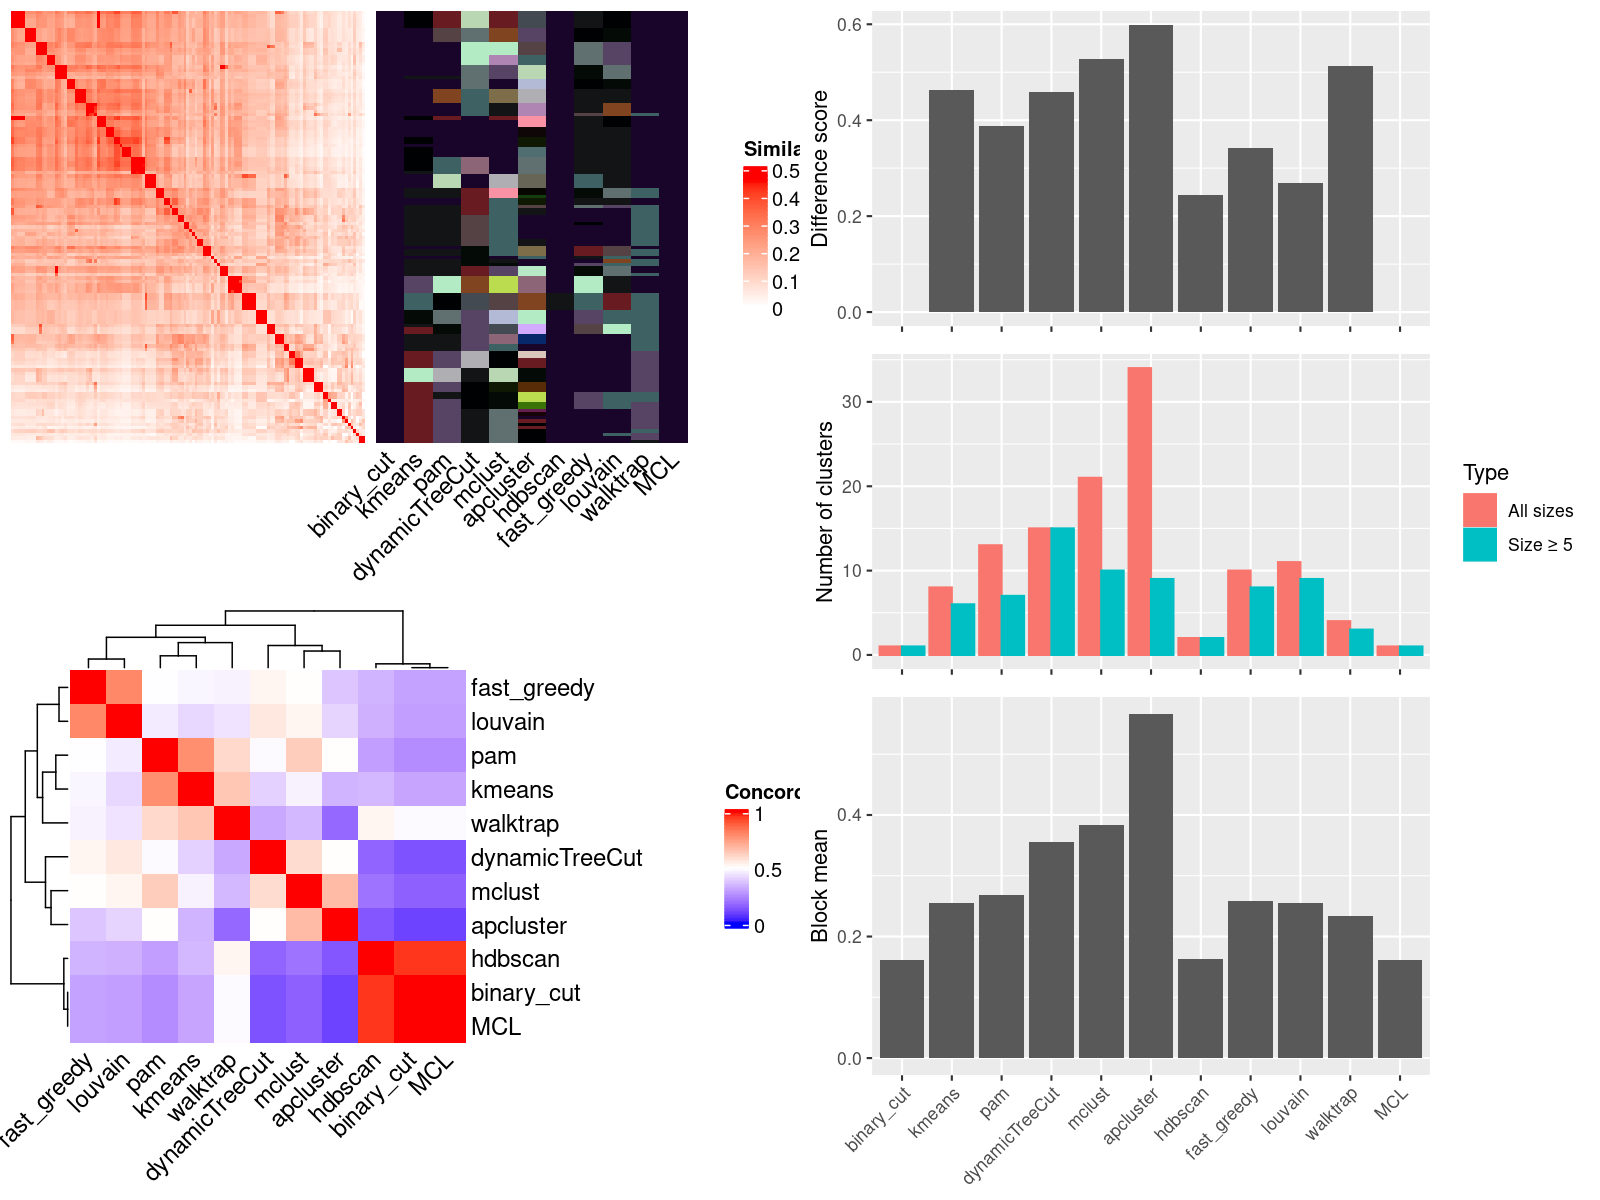 Simila
0.5
0.4
0.3
0.2
0.1
0
binary_cut
kmeans
pam
dynamicTreeCut
mclust
apcluster
hdbscan
fast_greedy
louvain
walktrap
MCL
Difference score
0.6
0.4
0.2
0.0
Number of clusters
30
20
10
0
Type
All sizes
Size ≥ 5
fast_greedy
louvain
pam
kmeans
walktrap
dynamicTreeCut
mclust
apcluster
hdbscan
binary_cut
MCL
fast_greedy
louvain
pam
kmeans
walktrap
dynamicTreeCut
mclust
apcluster
hdbscan
binary_cut
MCL
Concord
1
0.5
0
Block mean
0.4
0.2
0.0
binary_cut
kmeans
pam
dynamicTreeCut
mclust
apcluster
hdbscan
fast_greedy
louvain
walktrap
MCL